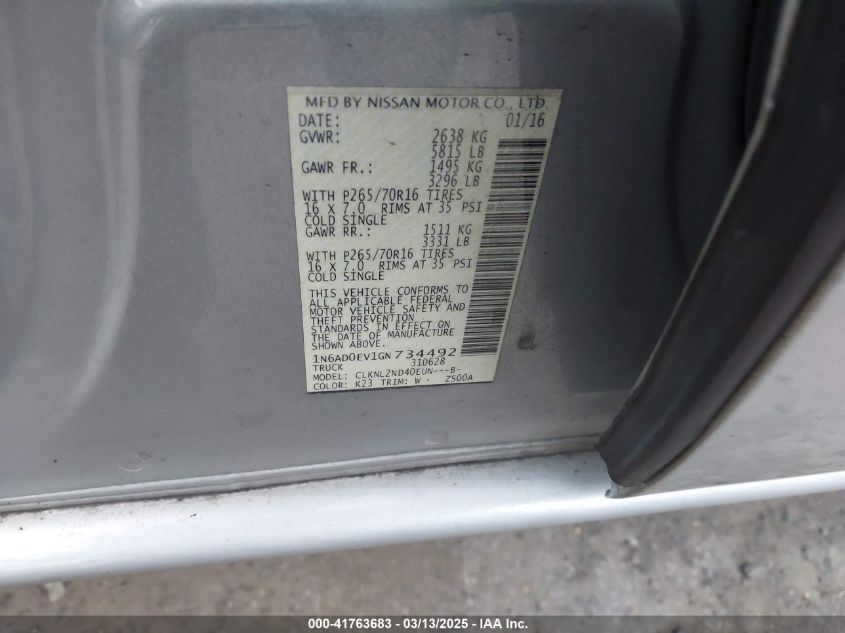 MFD BY NISSAN MOTOR CO., LTD.
DATE: 01/16
GVWR: 2638 KG
5815 LB
GAWR FR.: 1495 KG
3296 LB
WITH P265/70R16 TIRES
16 X 7.0 RIMS AT 35 PSI
COLD SINGLE
GAWR RR.: 1511 KG
3331 LB
WITH P265/70R16 TIRES
16 X 7.0 RIMS AT 35 PSI
COLD SINGLE
THIS VEHICLE CONFORMS TO
ALL APPLICABLE FEDERAL
MOTOR VEHICLE SAFETY AND
THEFT PREVENTION
STANDARDS IN EFFECT ON
THE DATE OF MANUFACTURE
SHOWN ABOVE.
1N6AD0EV1GN734492
TRUCK 310628
MODEL: CLKNL2ND40EUN---B-
COLOR: K23 TRIM: W - ZS00A
000-41763683 - 03/13/2025 - IAA Inc.